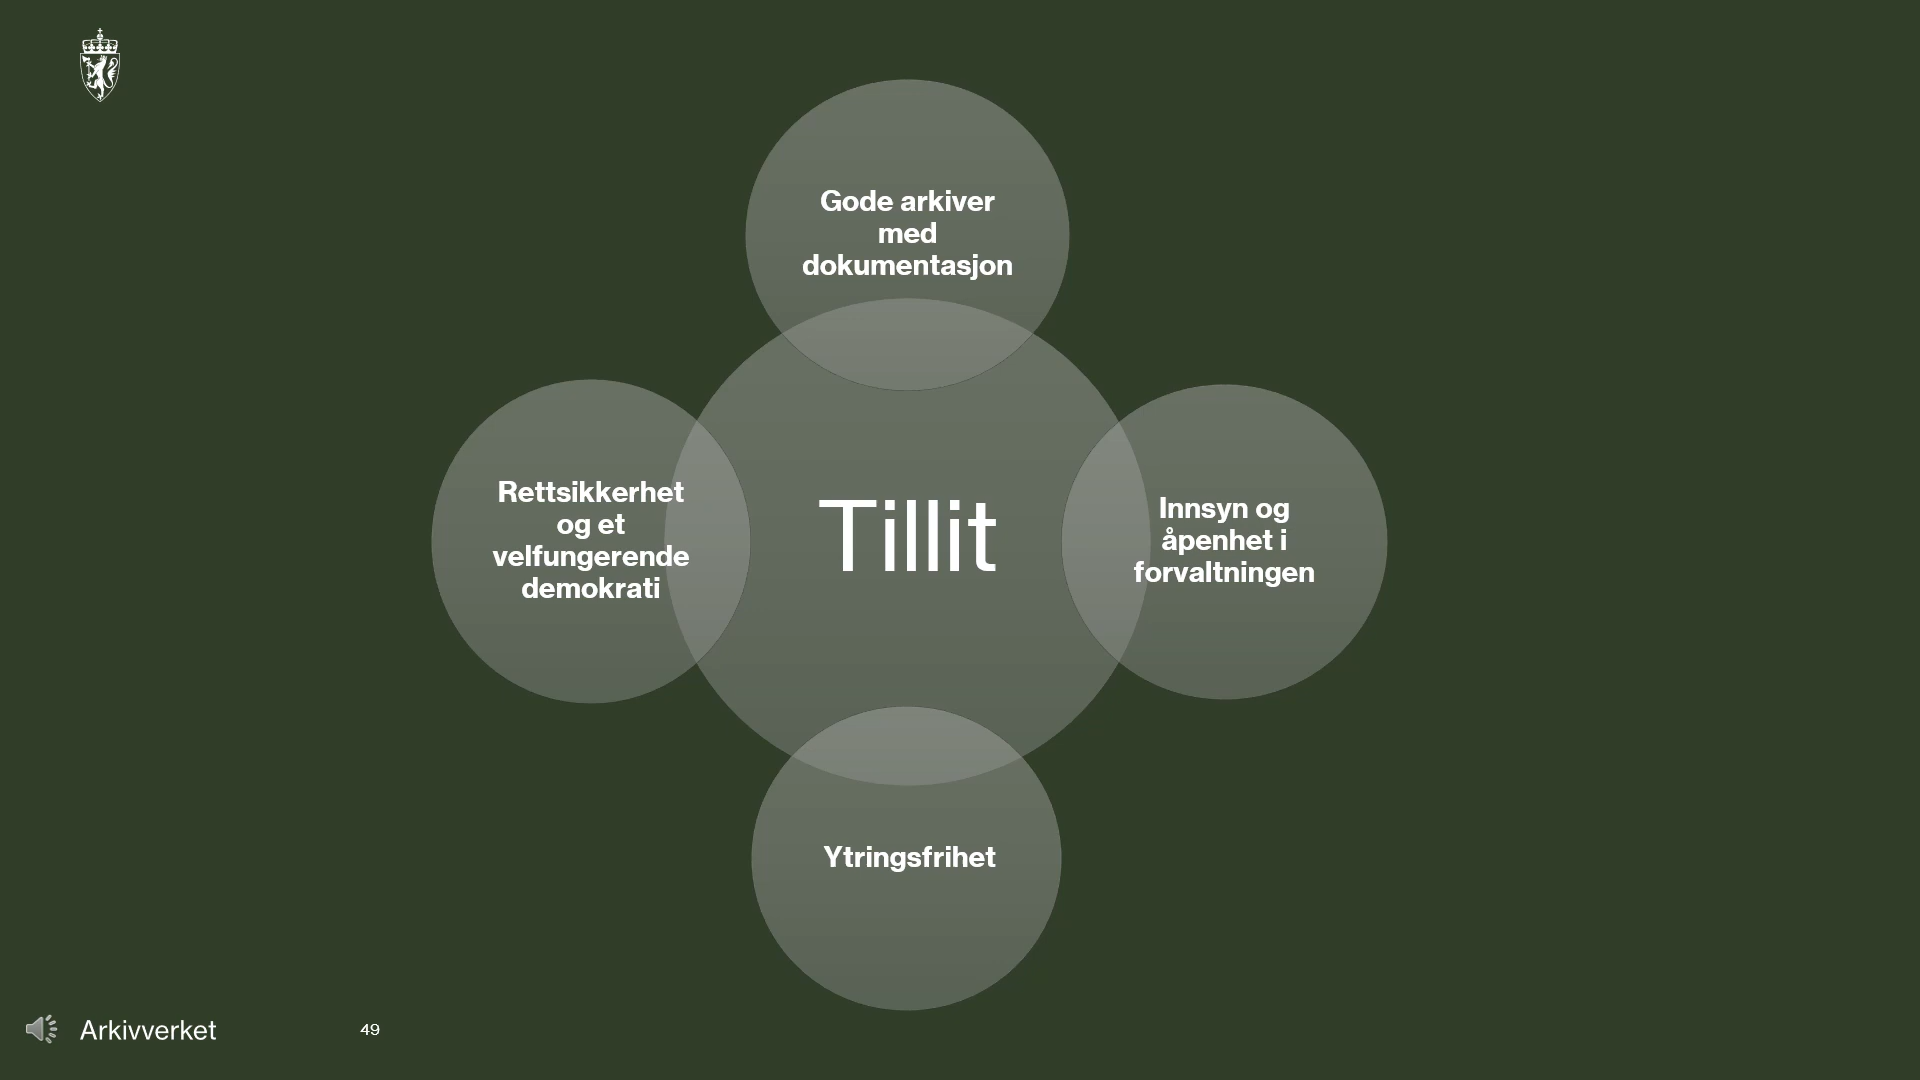 Gode arkiver
med
dokumentasjon
Rettsikkerhet
og et
velfungerende
demokrati
Tillit
Innsyn og
åpenhet i
forvaltningen
Ytringsfrihet
Arkivverket
49